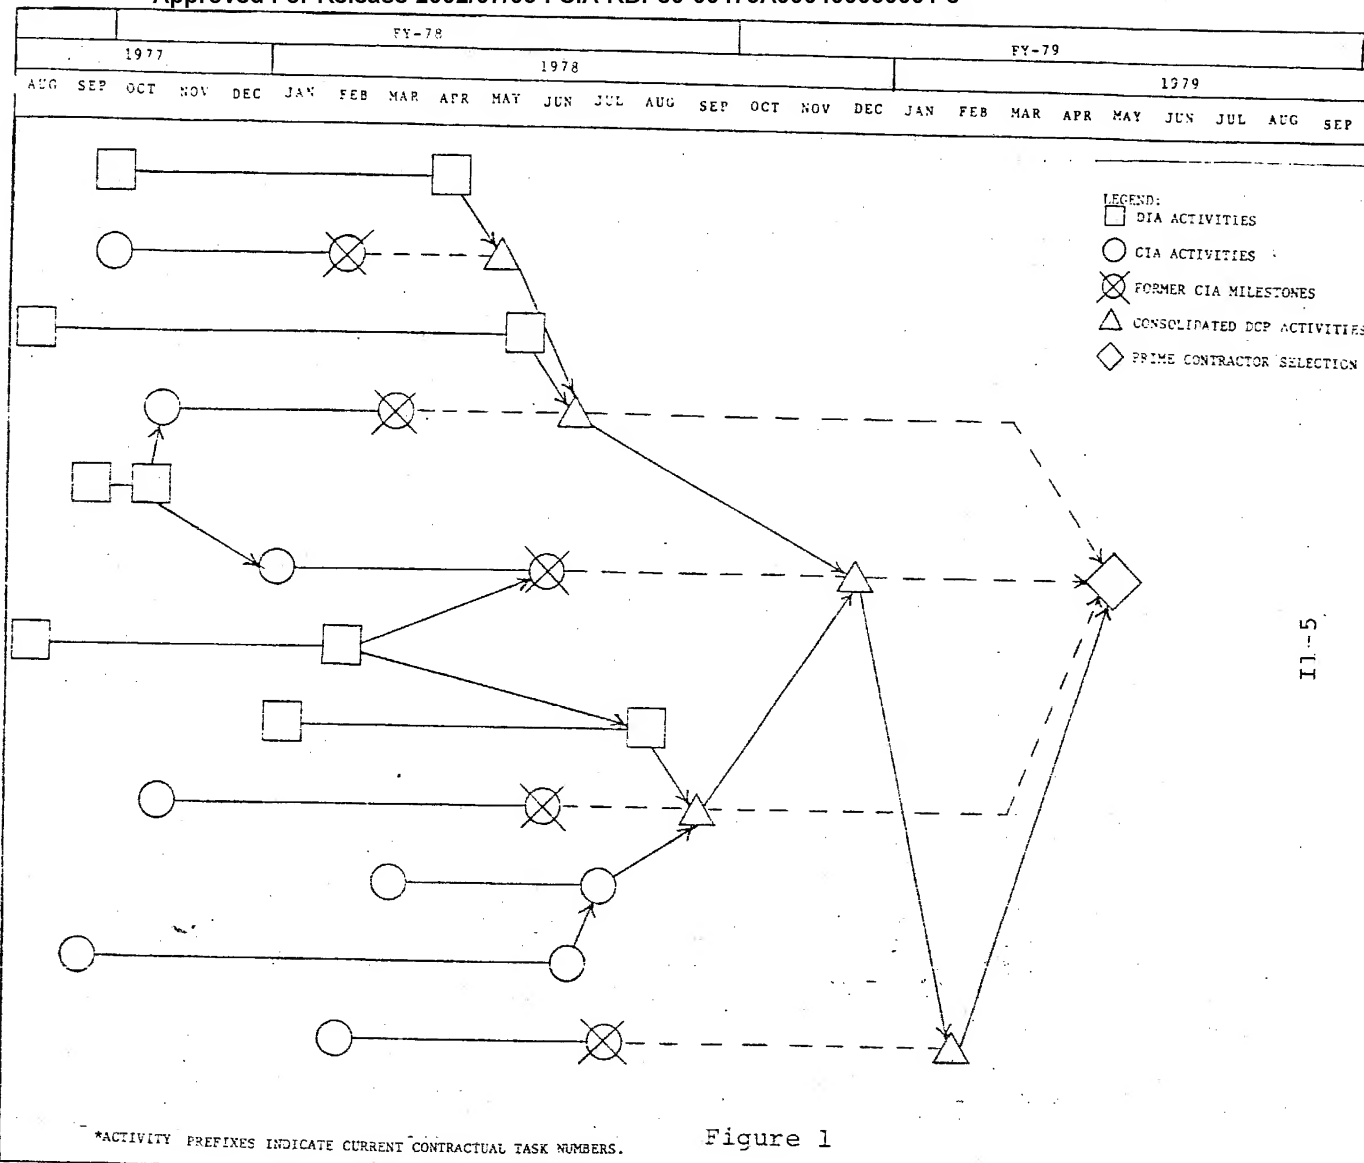 FY-78 FY-79
1977 1978 1979
AUG SEP OCT NOV DEC JAN FEB MAR APR MAY JUN JUL AUG SEP OCT NOV DEC JAN FEB MAR APR MAY JUN JUL AUG SEP
LEGEND:
DIA ACTIVITIES
CIA ACTIVITIES
FORMER CIA MILESTONES
CONSOLIDATED DCP ACTIVITIES
PRIME CONTRACTOR SELECTION
II-5
*ACTIVITY PREFIXES INDICATE CURRENT CONTRACTUAL TASK NUMBERS.
Figure 1